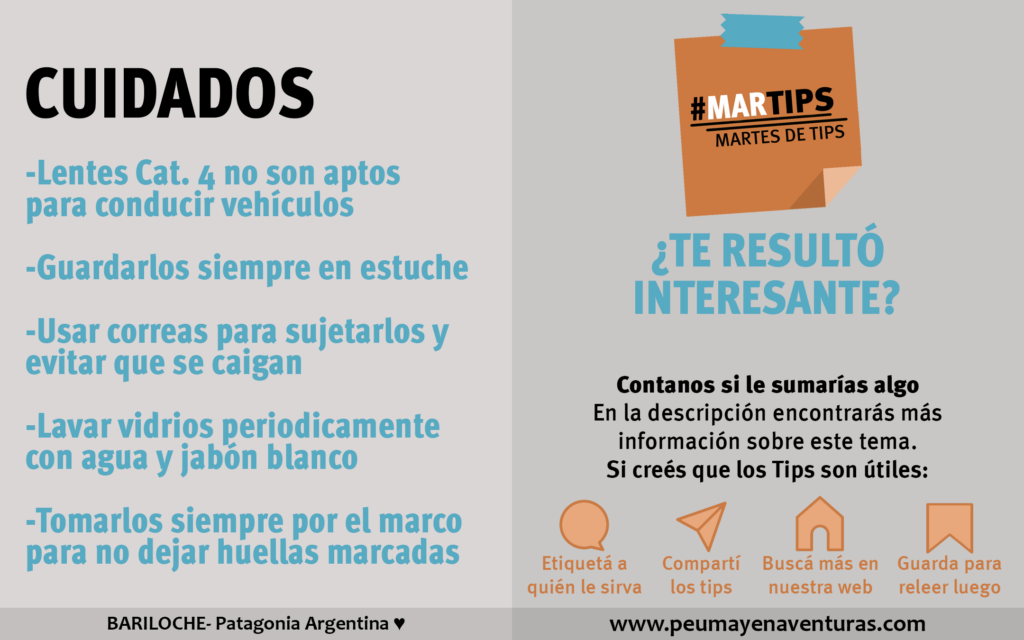 CUIDADOS
-Lentes Cat. 4 no son aptos
para conducir vehículos
-Guardarlos siempre en estuche
-Usar correas para sujetarlos y
evitar que se caigan
-Lavar vidrios periodicamente
con agua y jabón blanco
-Tomarlos siempre por el marco
para no dejar huellas marcadas
BARILOCHE- Patagonia Argentina ♥
#MARTIPS
MARTES DE TIPS
¿TE RESULTÓ
INTERESANTE?
Contanos si le sumarías algo
En la descripción encontrarás más
información sobre este tema.
Si creés que los Tips son útiles:
Etiquetá a
quién le sirva
Compartí
los tips
Buscá más en
nuestra web
Guarda para
releer luego
www.peumayenaventuras.com